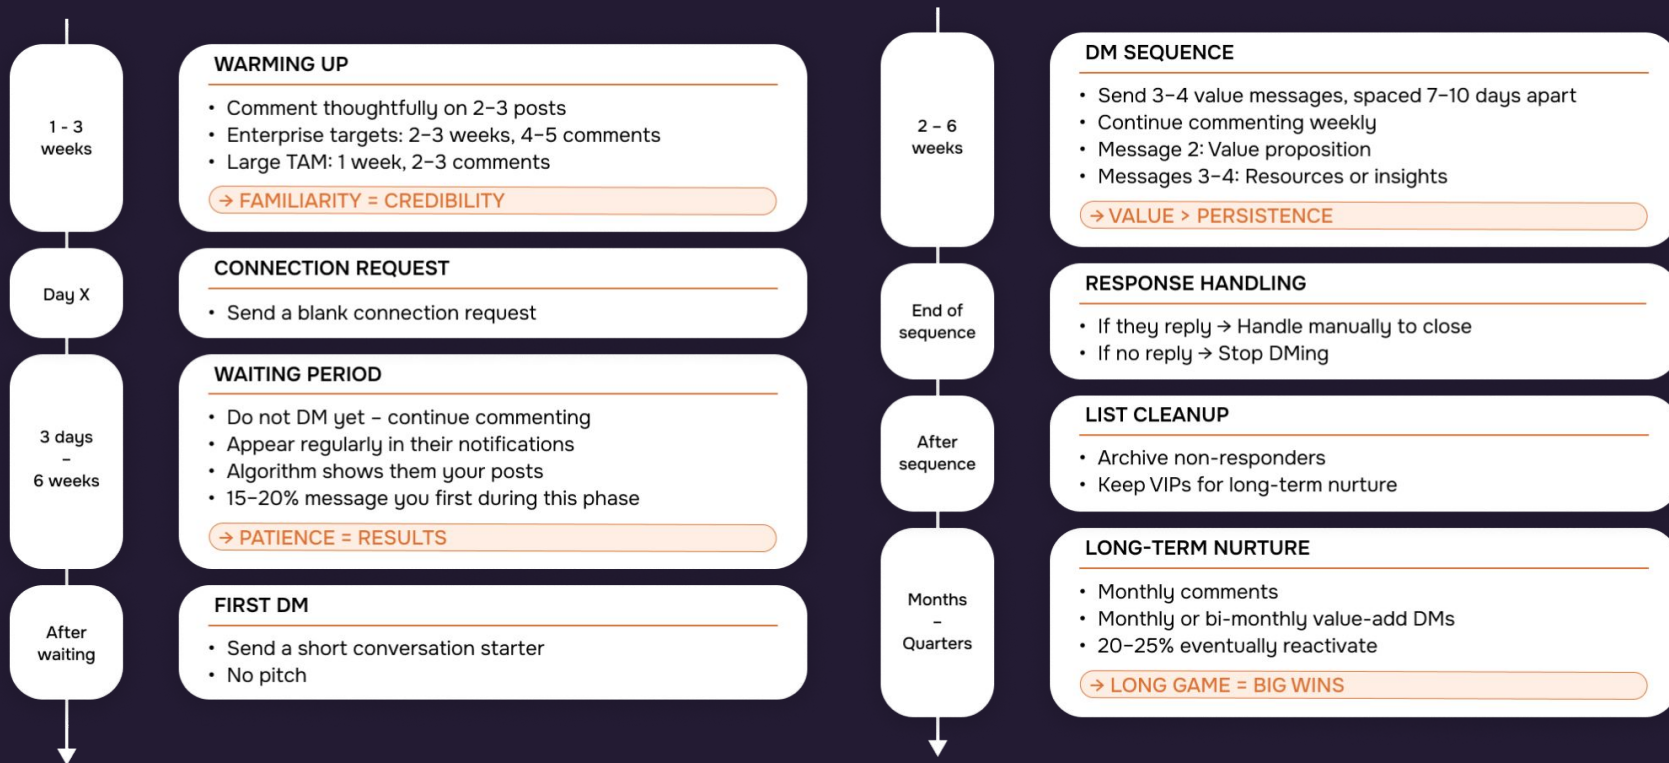 1 - 3
weeks
WARMING UP
• Comment thoughtfully on 2–3 posts
• Enterprise targets: 2–3 weeks, 4–5 comments
• Large TAM: 1 week, 2–3 comments
→ FAMILIARITY = CREDIBILITY
Day X
CONNECTION REQUEST
• Send a blank connection request
3 days
–
6 weeks
WAITING PERIOD
• Do not DM yet – continue commenting
• Appear regularly in their notifications
• Algorithm shows them your posts
• 15–20% message you first during this phase
→ PATIENCE = RESULTS
After
waiting
FIRST DM
• Send a short conversation starter
• No pitch
2 – 6
weeks
DM SEQUENCE
• Send 3–4 value messages, spaced 7–10 days apart
• Continue commenting weekly
• Message 2: Value proposition
• Messages 3–4: Resources or insights
→ VALUE > PERSISTENCE
End of
sequence
RESPONSE HANDLING
• If they reply → Handle manually to close
• If no reply → Stop DMing
After
sequence
LIST CLEANUP
• Archive non-responders
• Keep VIPs for long-term nurture
Months
–
Quarters
LONG-TERM NURTURE
• Monthly comments
• Monthly or bi-monthly value-add DMs
• 20–25% eventually reactivate
→ LONG GAME = BIG WINS